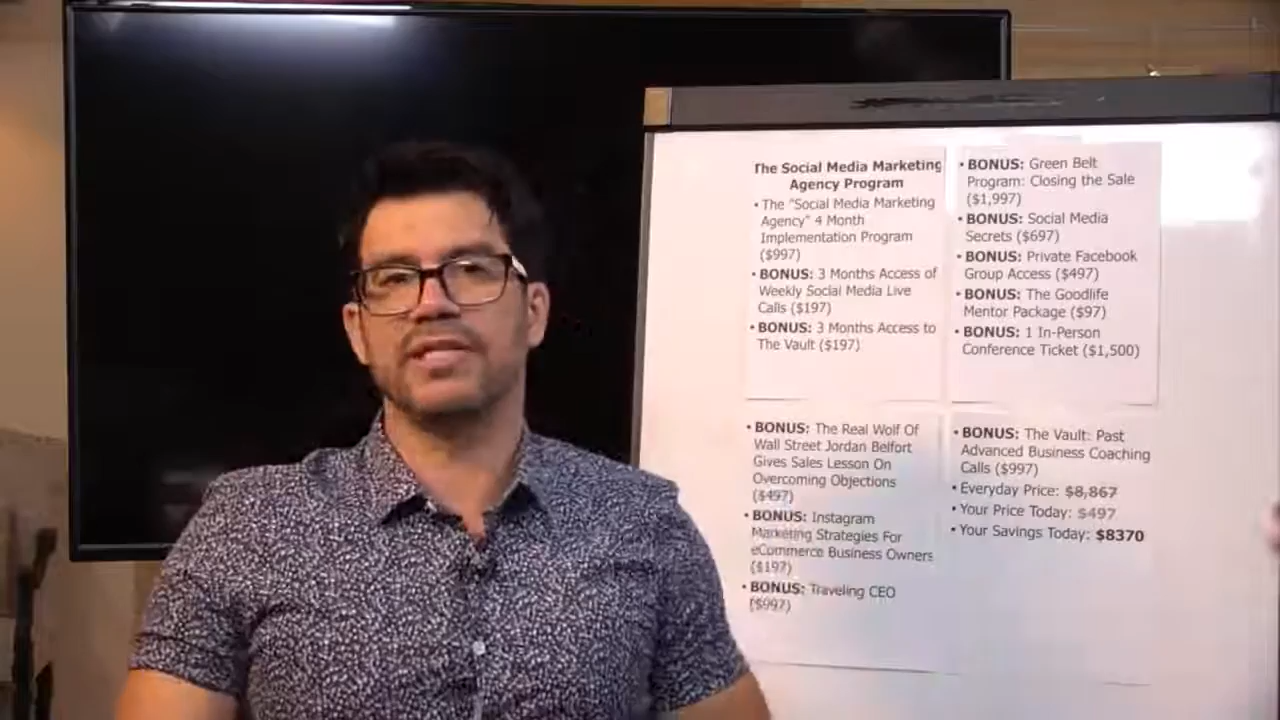 The Social Media Marketing
Agency Program
• The "Social Media Marketing
Agency" 4 Month
Implementation Program
($997)
• BONUS: 3 Months Access of
Weekly Social Media Live
Calls ($197)
• BONUS: 3 Months Access to
The Vault ($197)
• BONUS: Green Belt
Program: Closing the Sale
($1,997)
• BONUS: Social Media
Secrets ($697)
• BONUS: Private Facebook
Group Access ($497)
• BONUS: The Goodlife
Mentor Package ($97)
• BONUS: 1 In-Person
Conference Ticket ($1,500)
• BONUS: The Real Wolf Of
Wall Street Jordan Belfort
Gives Sales Lesson On
Overcoming Objections
($497)
• BONUS: Instagram
Marketing Strategies For
eCommerce Business Owners
($197)
• BONUS: Traveling CEO
($997)
• BONUS: The Vault: Past
Advanced Business Coaching
Calls ($997)
• Everyday Price: $8,867
• Your Price Today: $497
• Your Savings Today: $8370